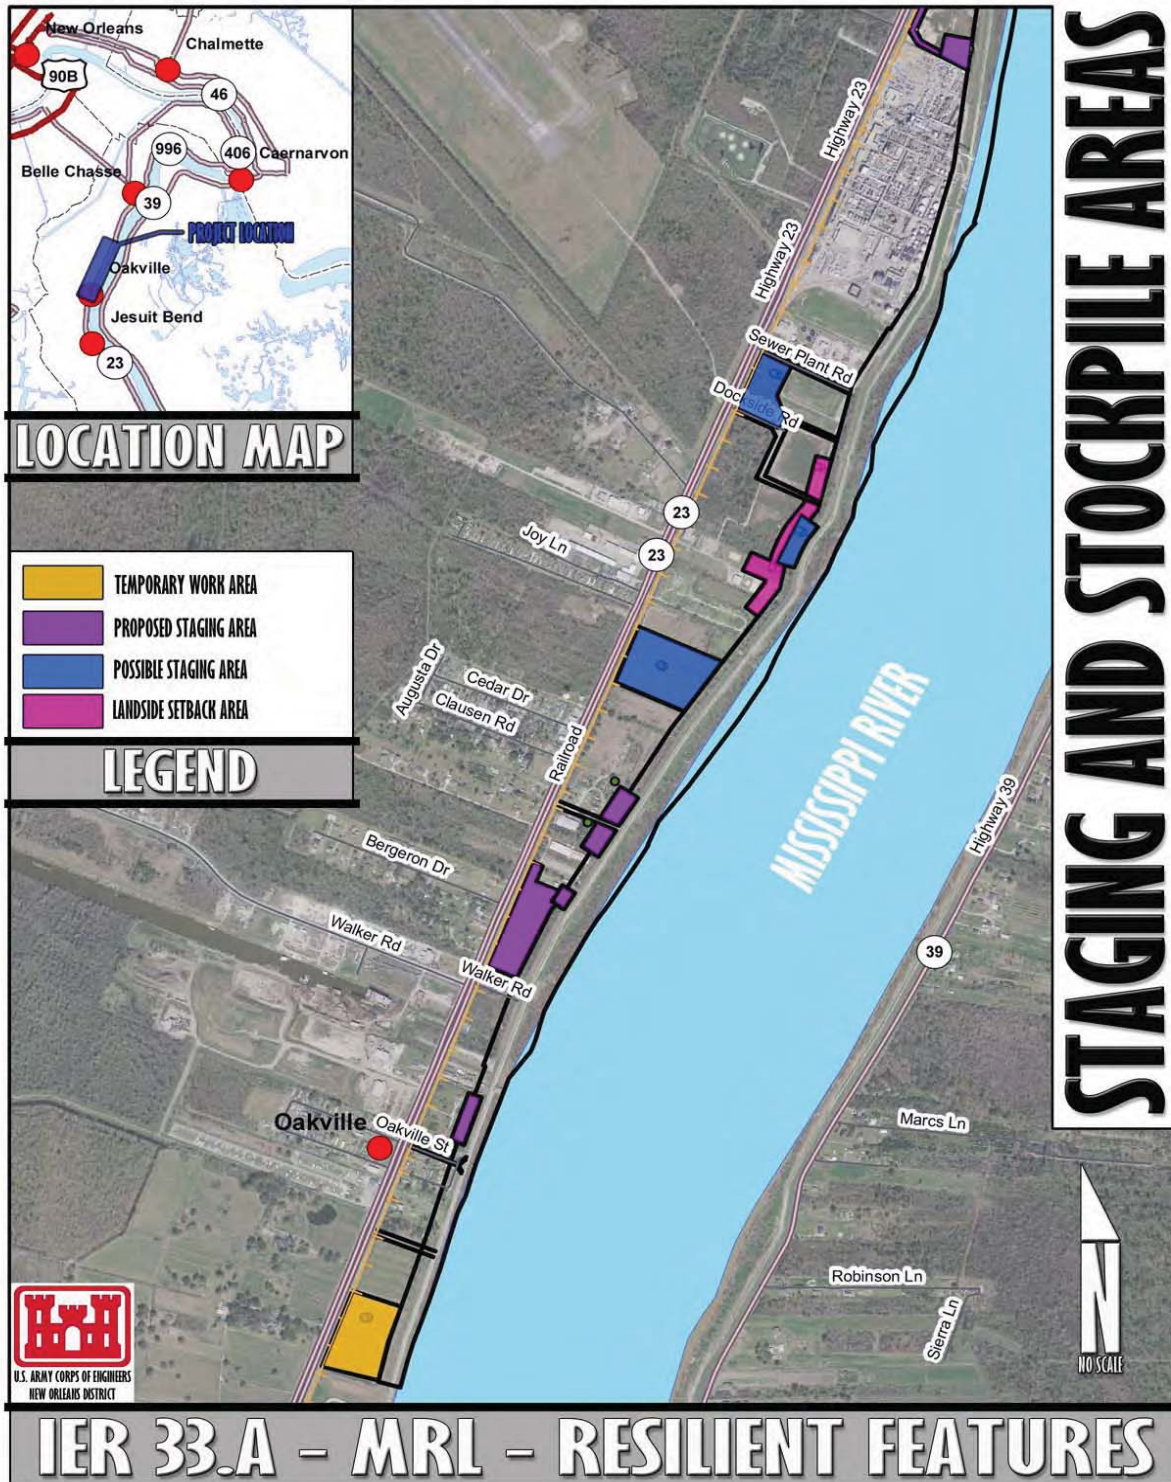 New Orleans
Chalmette
90B
46
996
406
Caernarvon
Belle Chasse
39
PROJECT LOCATION
Oakville
Jesuit Bend
23
LOCATION MAP
TEMPORARY WORK AREA
PROPOSED STAGING AREA
POSSIBLE STAGING AREA
LANDSIDE SETBACK AREA
LEGEND
Highway 23
Highway 23
Sewer Plant Rd
Dockside Rd
23
23
Joy Ln
Augusta Dr
Cedar Dr
Clausen Rd
Railroad
MISSISSIPPI RIVER
Highway 39
Bergeron Dr
Walker Rd
Walker Rd
39
Oakville
Oakville St
Marcs Ln
Robinson Ln
Sierra Ln
N
NO SCALE
U.S. ARMY CORPS OF ENGINEERS
NEW ORLEANS DISTRICT
STAGING AND STOCKPILE AREAS
IER 33.A - MRL - RESILIENT FEATURES